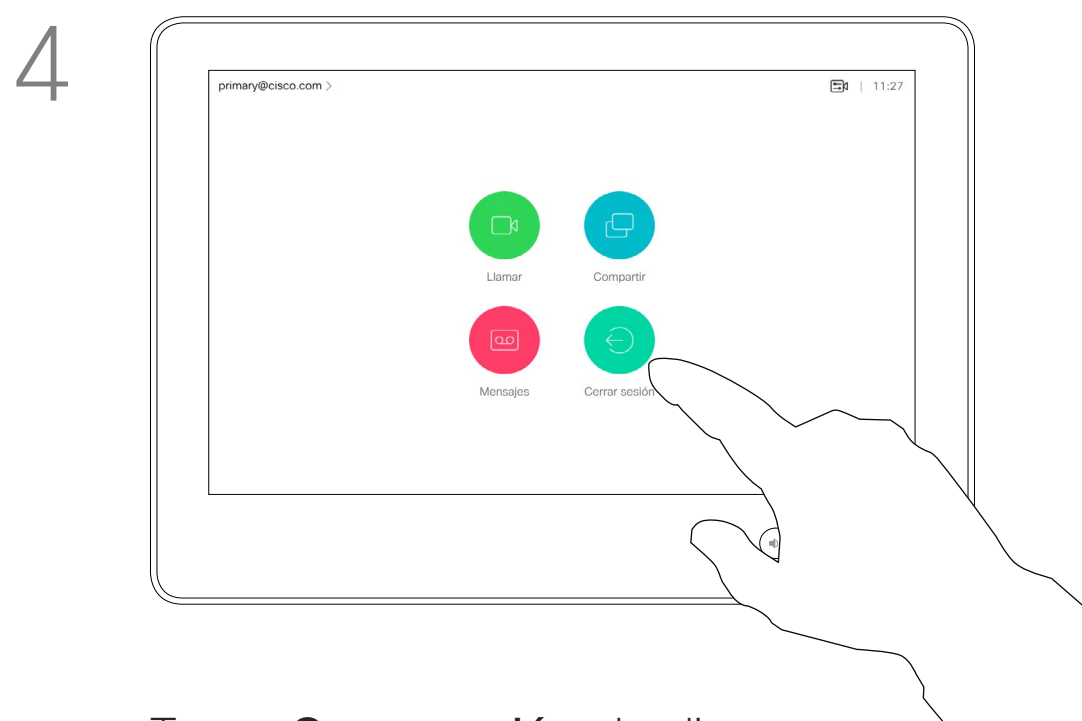 4
primary@cisco.com >
11:27
Llamar
Compartir
Mensajes
Cerrar sesión